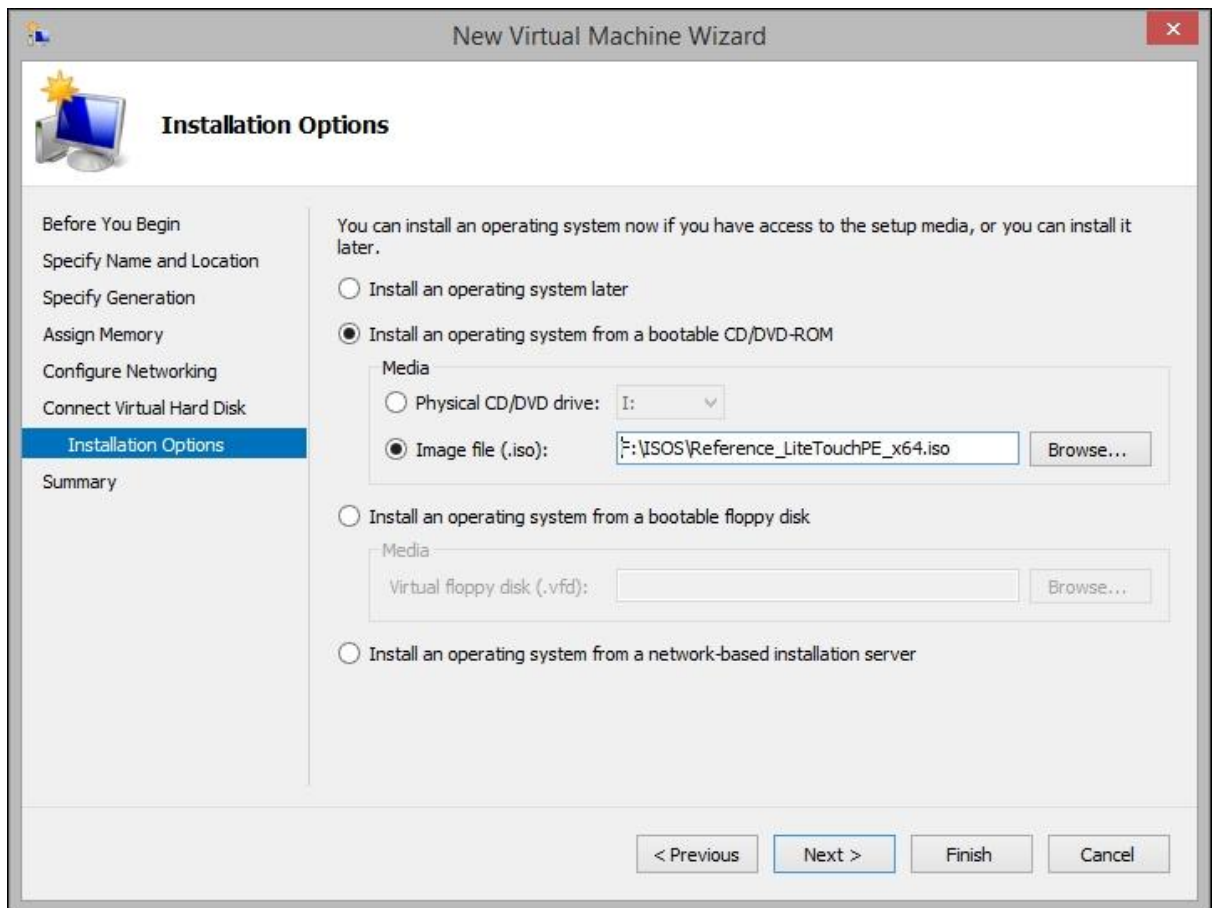 New Virtual Machine Wizard
Installation Options
Before You Begin
Specify Name and Location
Specify Generation
Assign Memory
Configure Networking
Connect Virtual Hard Disk
Installation Options
Summary
You can install an operating system now if you have access to the setup media, or you can install it
later.
Install an operating system later
Install an operating system from a bootable CD/DVD-ROM
Media
Physical CD/DVD drive: I:
Image file (.iso): F:\ISOS\Reference_LiteTouchPE_x64.iso Browse...
Install an operating system from a bootable floppy disk
Media
Virtual floppy disk (.vfd): Browse...
Install an operating system from a network-based installation server
< Previous Next > Finish Cancel